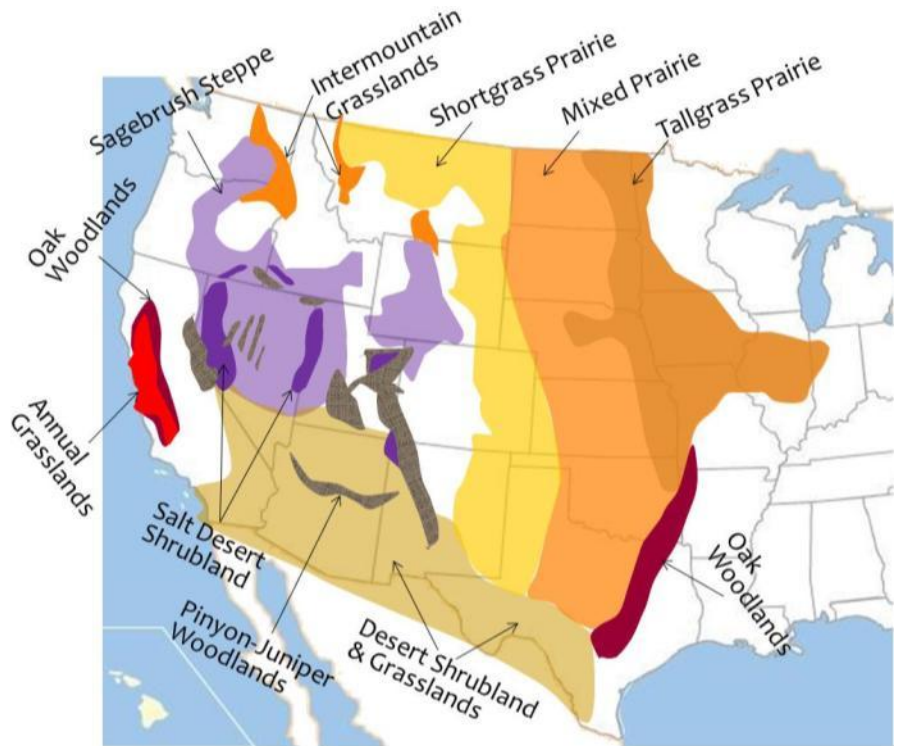 Sagebrush Steppe
Intermountain
Grasslands
Shortgrass Prairie
Mixed Prairie
Tallgrass Prairie
Oak
Woodlands
Annual
Grasslands
Salt Desert
Shrubland
Pinyon-Juniper
Woodlands
Desert Shrubland
& Grasslands
Oak
Woodlands